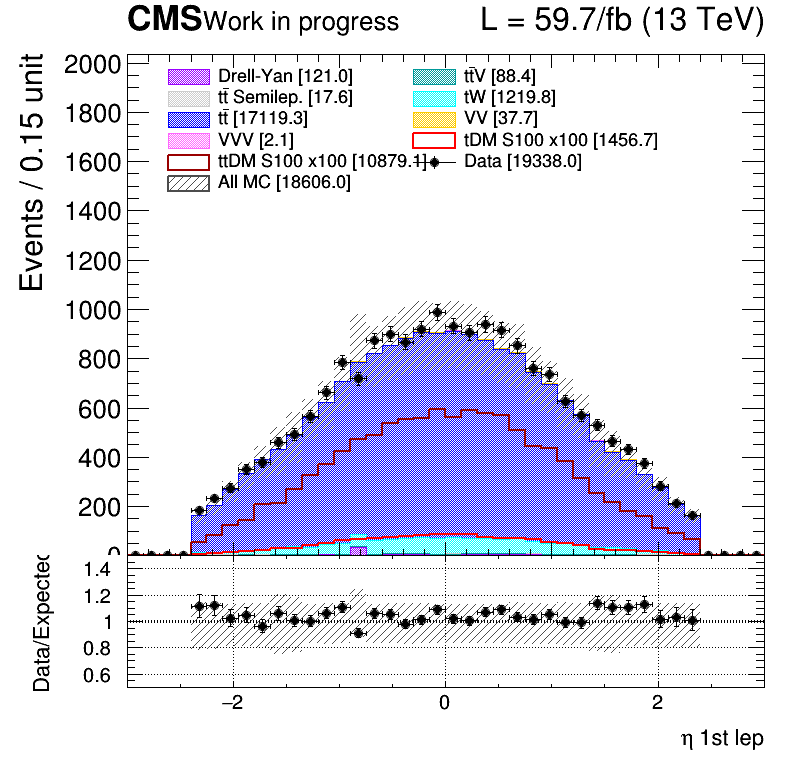 CMS Work in progress L = 59.7/fb (13 TeV)
Events / 0.15 unit
2000
1800
1600
1400
1200
1000
800
600
400
200
0
Drell-Yan [121.0] tt̄V [88.4]
tt̄ Semilep. [17.6] tW [1219.8]
tt̄ [17119.3] VV [37.7]
VVV [2.1] tDM S100 x100 [1456.7]
ttDM S100 x100 [10879.1] Data [19338.0]
All MC [18606.0]
Data/Expected
1.4
1.2
1
0.8
0.6
−2 0 2
η 1st lep